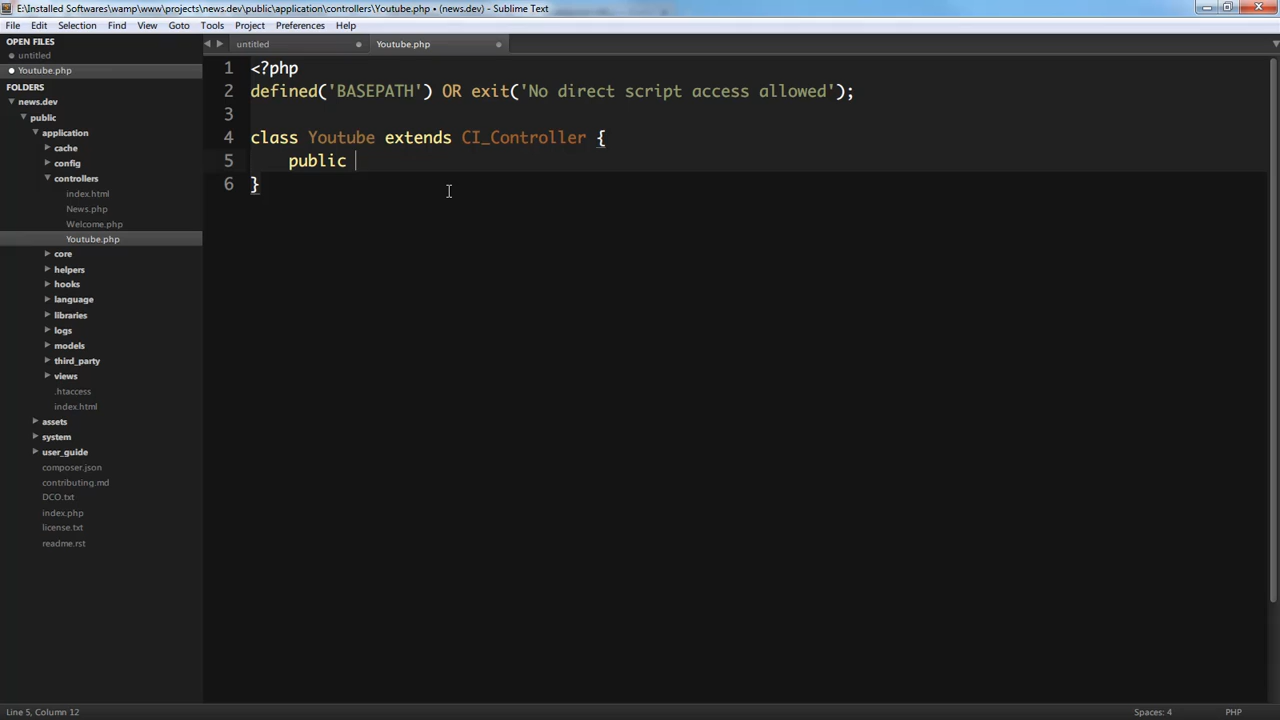 E:\Installed Softwares\wamp\www\projects\news.dev\public\application\controllers\Youtube.php • (news.dev) - Sublime Text
File Edit Selection Find View Goto Tools Project Preferences Help
OPEN FILES
untitled
Youtube.php
FOLDERS
news.dev
public
application
cache
config
controllers
index.html
News.php
Welcome.php
Youtube.php
core
helpers
hooks
language
libraries
logs
models
third_party
views
.htaccess
index.html
assets
system
user_guide
composer.json
contributing.md
DCO.txt
index.php
license.txt
readme.rst
untitled Youtube.php
1 <?php
2 defined('BASEPATH') OR exit('No direct script access allowed');
3
4 class Youtube extends CI_Controller {
5 public
6 }
Line 5, Column 12 Spaces: 4 PHP